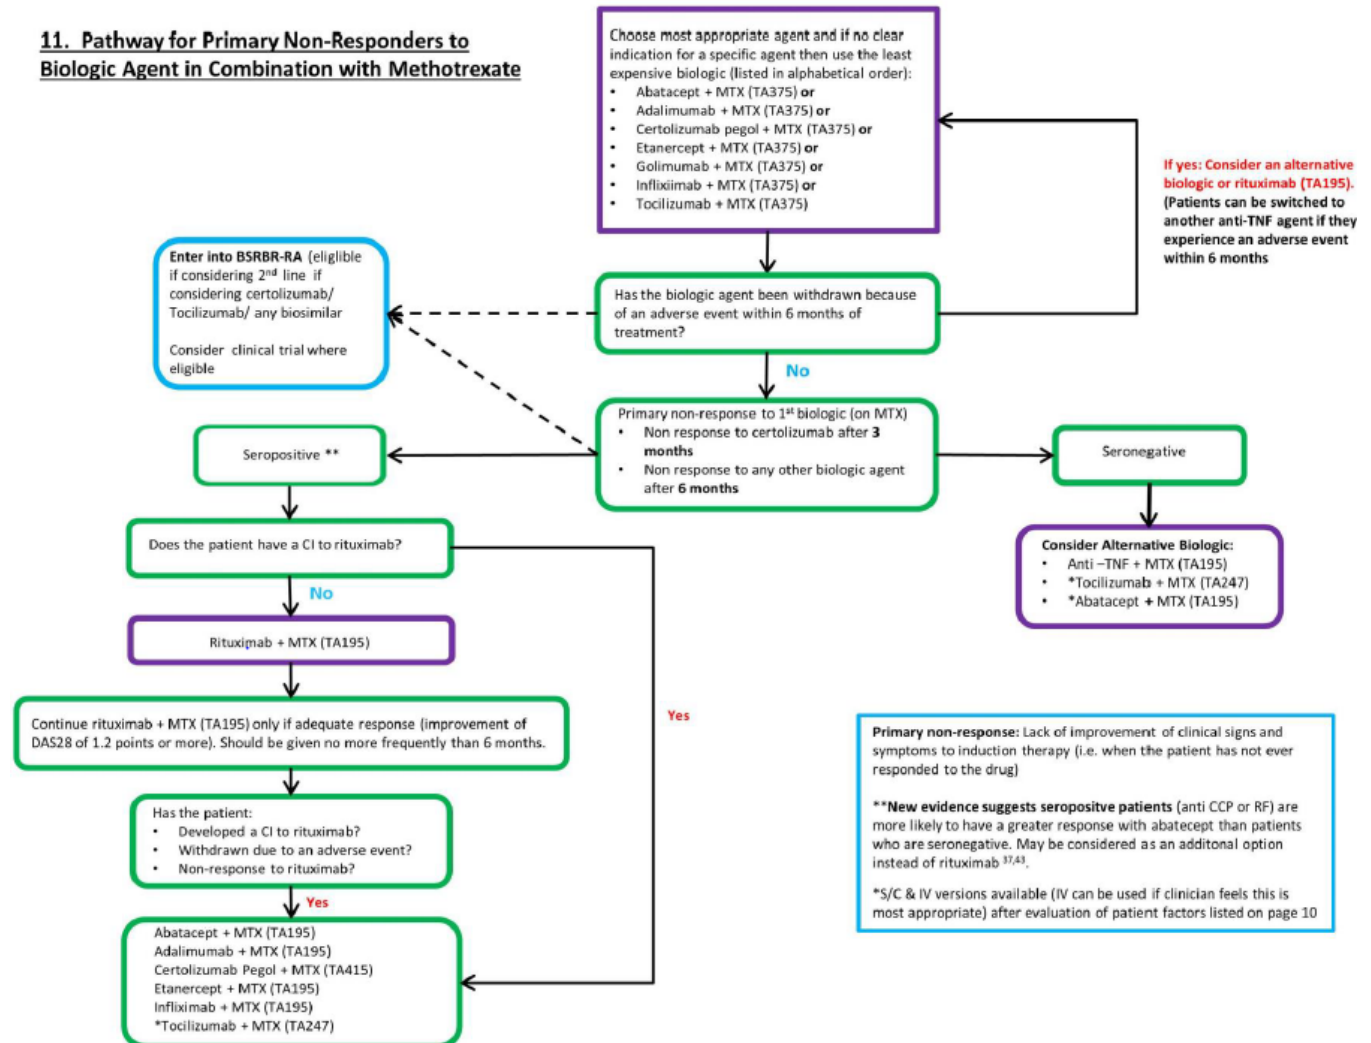 11. Pathway for Primary Non-Responders to
Biologic Agent in Combination with Methotrexate
Choose most appropriate agent and if no clear
indication for a specific agent then use the least
expensive biologic (listed in alphabetical order):
• Abatacept + MTX (TA375) or
• Adalimumab + MTX (TA375) or
• Certolizumab pegol + MTX (TA375) or
• Etanercept + MTX (TA375) or
• Golimumab + MTX (TA375) or
• Inflixiimab + MTX (TA375) or
• Tocilizumab + MTX (TA375)
If yes: Consider an alternative
biologic or rituximab (TA195).
(Patients can be switched to
another anti-TNF agent if they
experience an adverse event
within 6 months
Enter into BSRBR-RA (eligible
if considering 2nd line if
considering certolizumab/
Tocilizumab/ any biosimilar
Consider clinical trial where
eligible
Has the biologic agent been withdrawn because
of an adverse event within 6 months of
treatment?
No
Primary non-response to 1st biologic (on MTX)
• Non response to certolizumab after 3
months
• Non response to any other biologic agent
after 6 months
Seropositive **
Seronegative
Does the patient have a CI to rituximab?
Consider Alternative Biologic:
• Anti –TNF + MTX (TA195)
• *Tocilizumab + MTX (TA247)
• *Abatacept + MTX (TA195)
No
Rituximab + MTX (TA195)
Yes
Continue rituximab + MTX (TA195) only if adequate response (improvement of
DAS28 of 1.2 points or more). Should be given no more frequently than 6 months.
Has the patient:
• Developed a CI to rituximab?
• Withdrawn due to an adverse event?
• Non-response to rituximab?
Yes
Abatacept + MTX (TA195)
Adalimumab + MTX (TA195)
Certolizumab Pegol + MTX (TA415)
Etanercept + MTX (TA195)
Infliximab + MTX (TA195)
*Tocilizumab + MTX (TA247)
Primary non-response: Lack of improvement of clinical signs and
symptoms to induction therapy (i.e. when the patient has not ever
responded to the drug)
**New evidence suggests seropositve patients (anti CCP or RF) are
more likely to have a greater response with abatecept than patients
who are seronegative. May be considered as an additonal option
instead of rituximab 37,43.
*S/C & IV versions available (IV can be used if clinician feels this is
most appropriate) after evaluation of patient factors listed on page 10